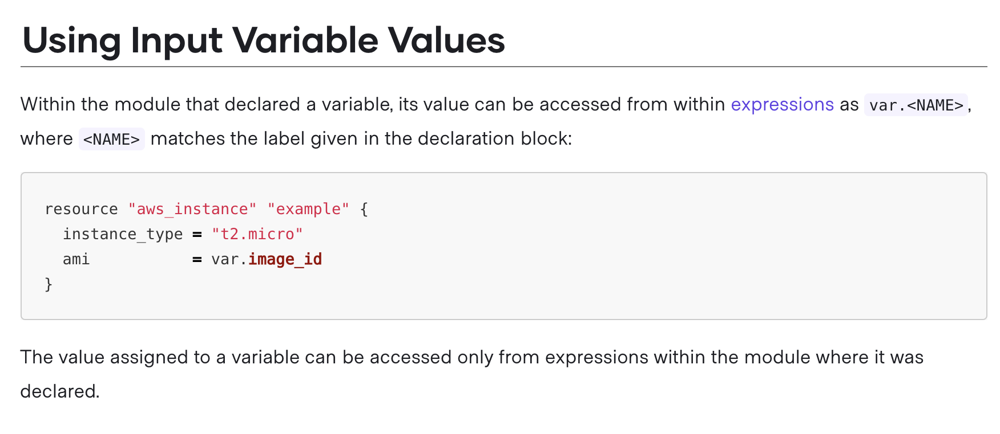 Using Input Variable Values
Within the module that declared a variable, its value can be accessed from within expressions as var.<NAME>,
where <NAME> matches the label given in the declaration block:
resource "aws_instance" "example" {
  instance_type = "t2.micro"
  ami           = var.image_id
}
The value assigned to a variable can be accessed only from expressions within the module where it was
declared.